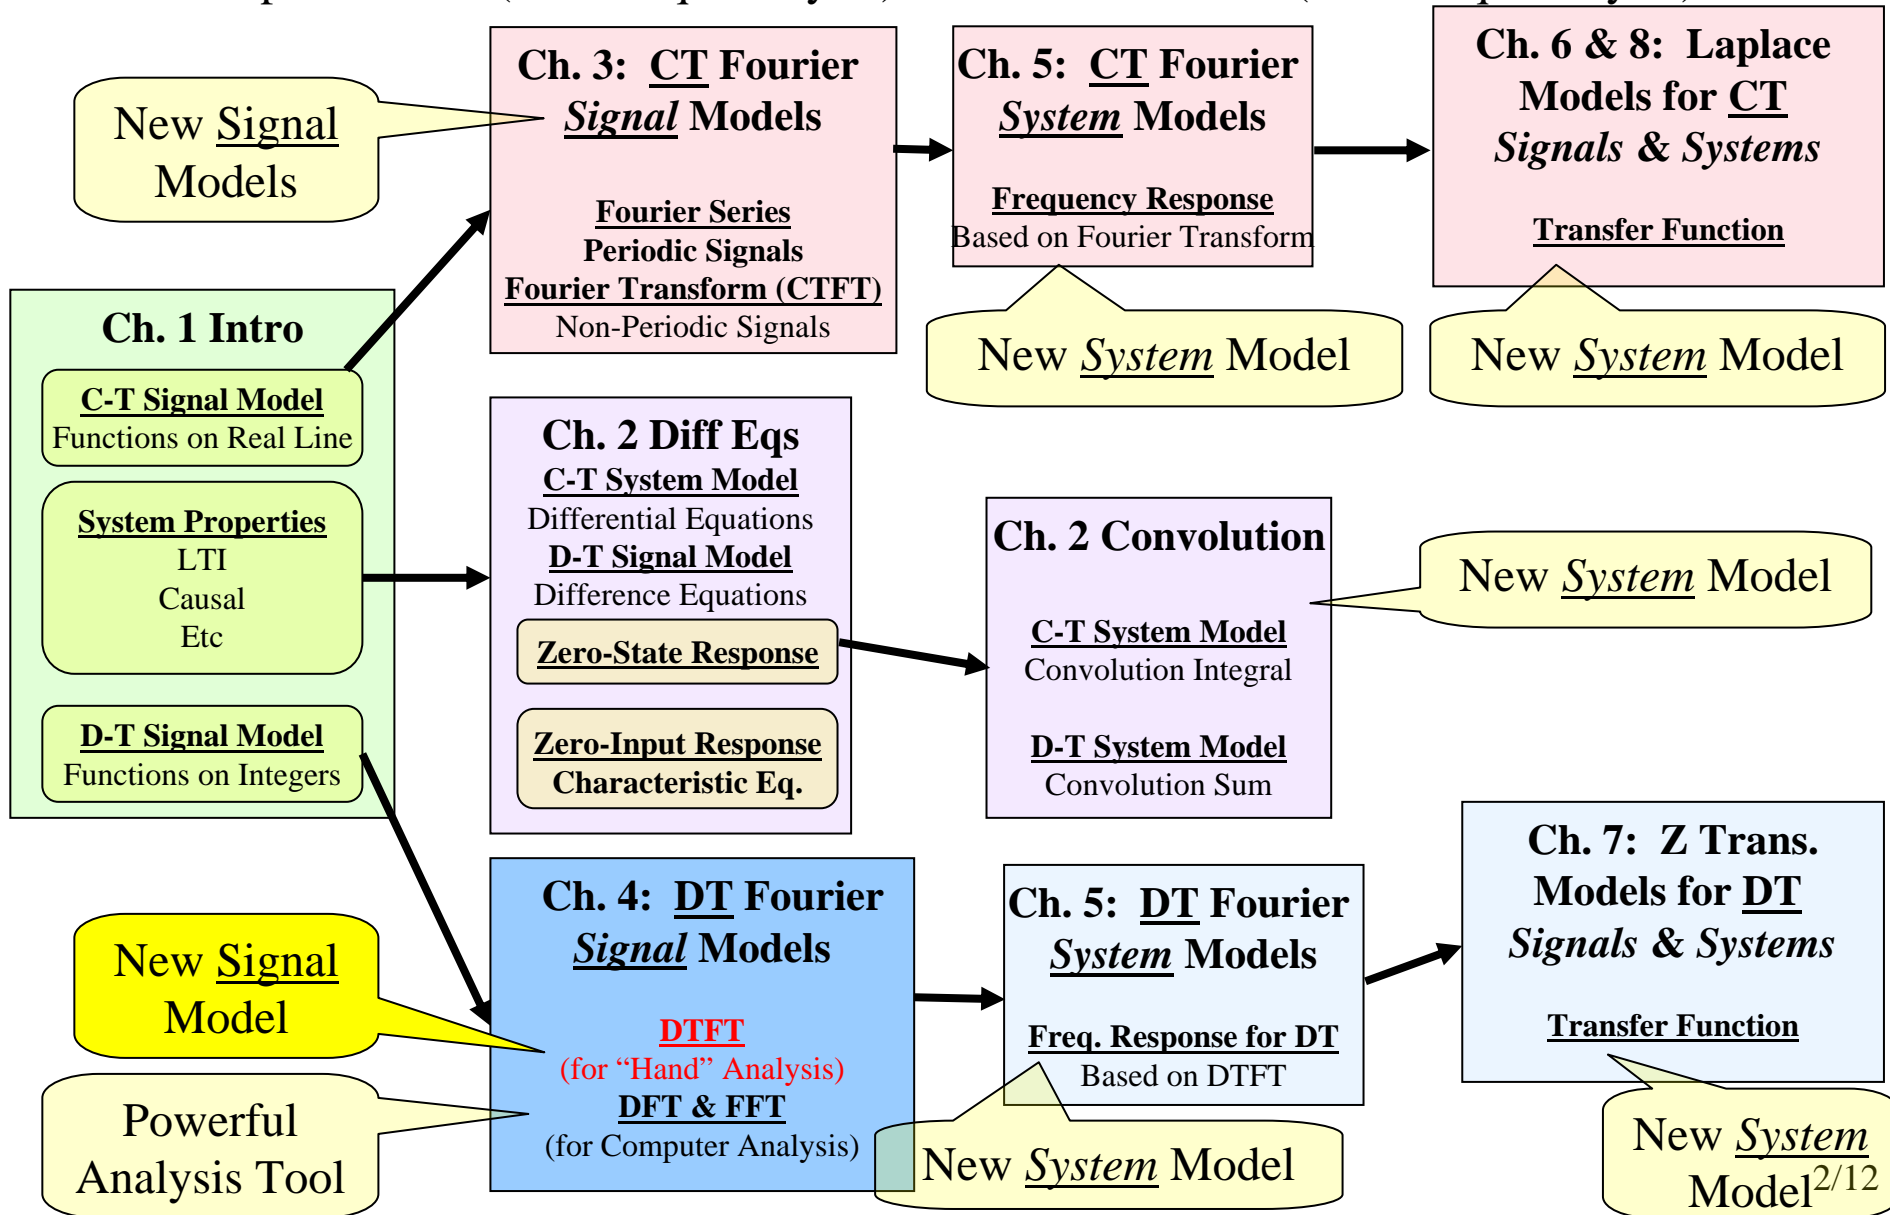 New Signal
Models
Ch. 3: CT Fourier
Signal Models
Fourier Series
Periodic Signals
Fourier Transform (CTFT)
Non-Periodic Signals
Ch. 5: CT Fourier
System Models
Frequency Response
Based on Fourier Transform
New System Model
Ch. 6 & 8: Laplace
Models for CT
Signals & Systems
Transfer Function
New System Model
Ch. 1 Intro
C-T Signal Model
Functions on Real Line
System Properties
LTI
Causal
Etc
D-T Signal Model
Functions on Integers
Ch. 2 Diff Eqs
C-T System Model
Differential Equations
D-T Signal Model
Difference Equations
Zero-State Response
Zero-Input Response
Characteristic Eq.
Ch. 2 Convolution
C-T System Model
Convolution Integral
D-T System Model
Convolution Sum
New System Model
New Signal
Model
Powerful
Analysis Tool
Ch. 4: DT Fourier
Signal Models
DTFT
(for “Hand” Analysis)
DFT & FFT
(for Computer Analysis)
Ch. 5: DT Fourier
System Models
Freq. Response for DT
Based on DTFT
New System Model
Ch. 7: Z Trans.
Models for DT
Signals & Systems
Transfer Function
New System
Model
2/12